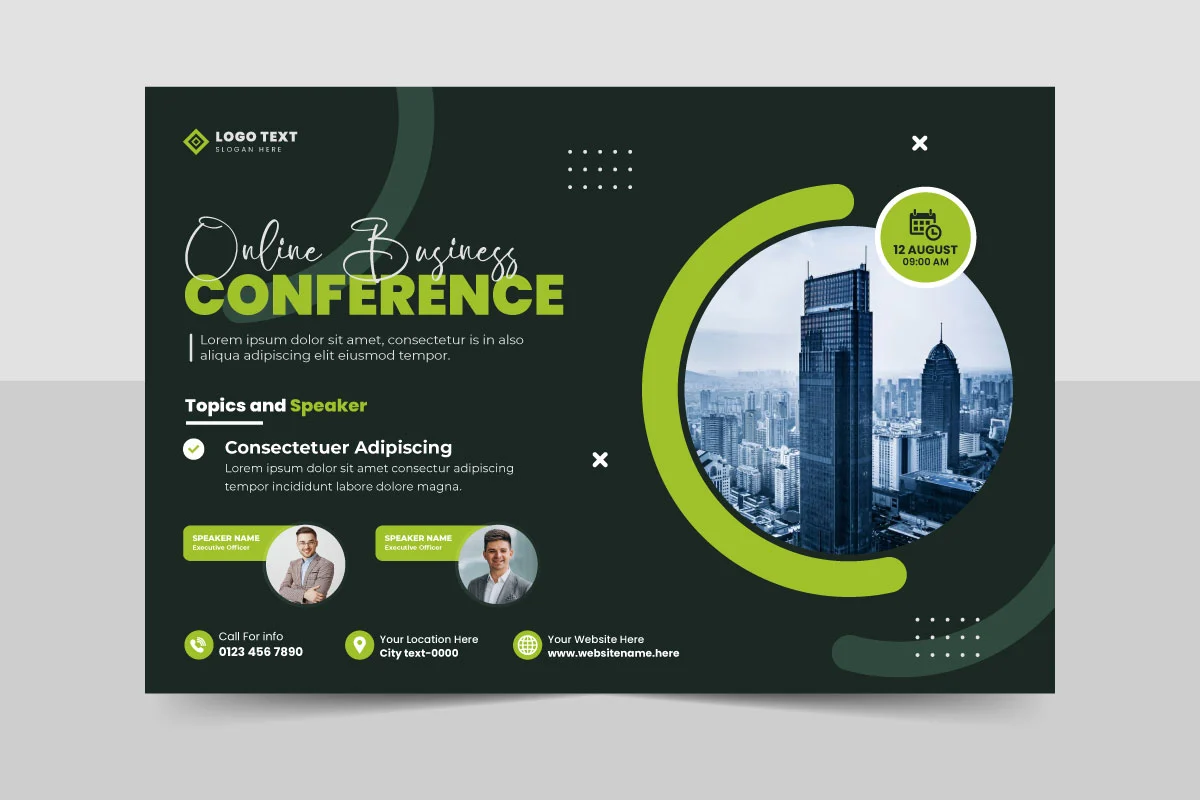 LOGO TEXT
SLOGAN HERE
Online Business
CONFERENCE
Lorem ipsum dolor sit amet, consectetur is in also
aliqua adipiscing elit eiusmod tempor.
Topics and Speaker
Consectetuer Adipiscing
Lorem ipsum dolor sit amet consectur adipiscing
tempor incididunt labore dolore magna.
SPEAKER NAME
Executive Officer
SPEAKER NAME
Executive Officer
Call For info
0123 456 7890
Your Location Here
City text-0000
Your Website Here
www.websitename.here
12 AUGUST
09:00 AM